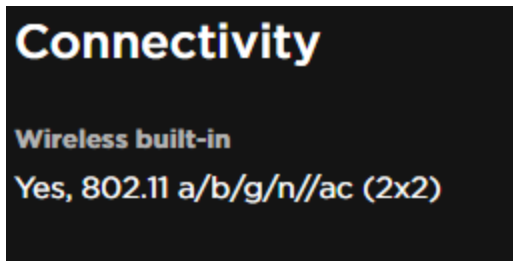 Connectivity
Wireless built-in
Yes, 802.11 a/b/g/n//ac (2x2)